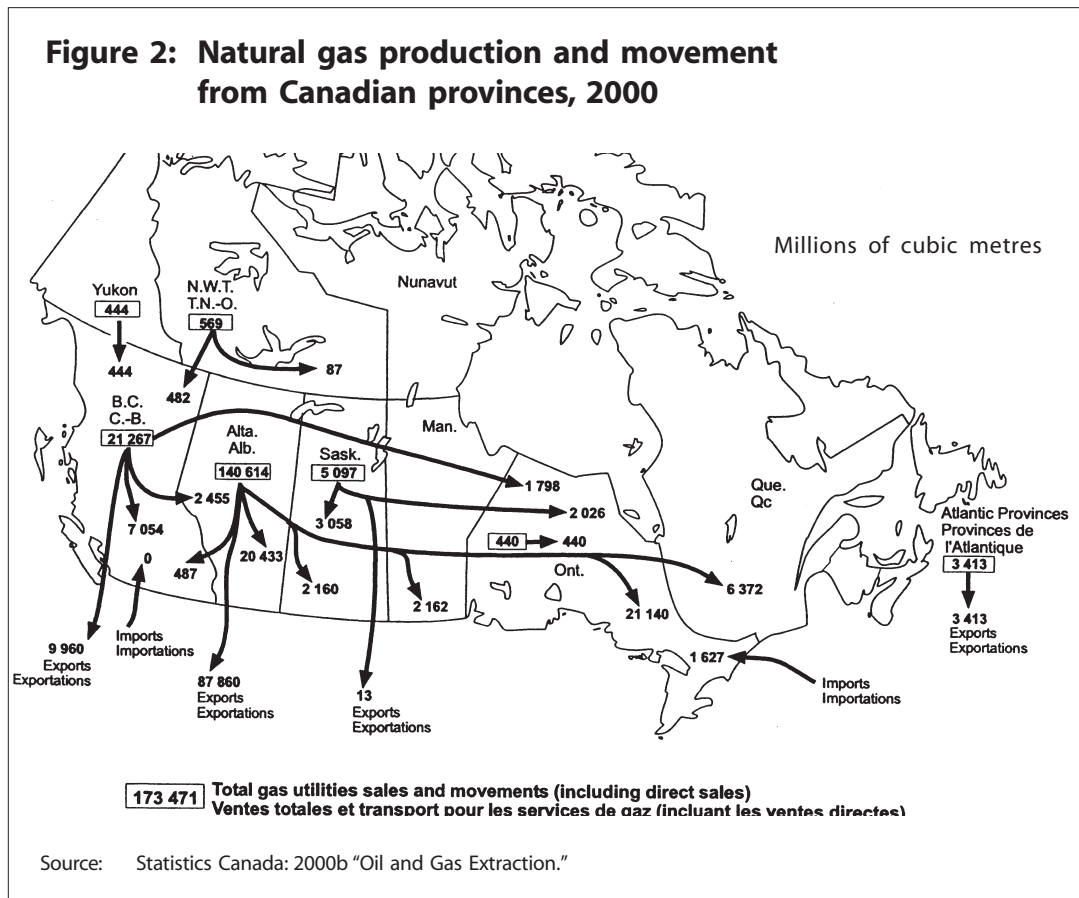 Figure 2: Natural gas production and movement
from Canadian provinces, 2000
Millions of cubic metres
Nunavut
Yukon
444
444
N.W.T.
T.N.-O.
569
87
482
B.C.
C.-B.
21 267
2 455
7 054
0
Imports
Importations
9 960
Exports
Exportations
Alta.
Alb.
140 614
487
20 433
2 160
2 162
87 860
Exports
Exportations
Sask.
5 097
3 058
13
Exports
Exportations
Man.
1 798
2 026
440
440
Ont.
21 140
6 372
Que.
Qc
1 627
Imports
Importations
Atlantic Provinces
Provinces de
l'Atlantique
3 413
3 413
Exports
Exportations
173 471 Total gas utilities sales and movements (including direct sales)
Ventes totales et transport pour les services de gaz (incluant les ventes directes)
Source: Statistics Canada: 2000b “Oil and Gas Extraction.”